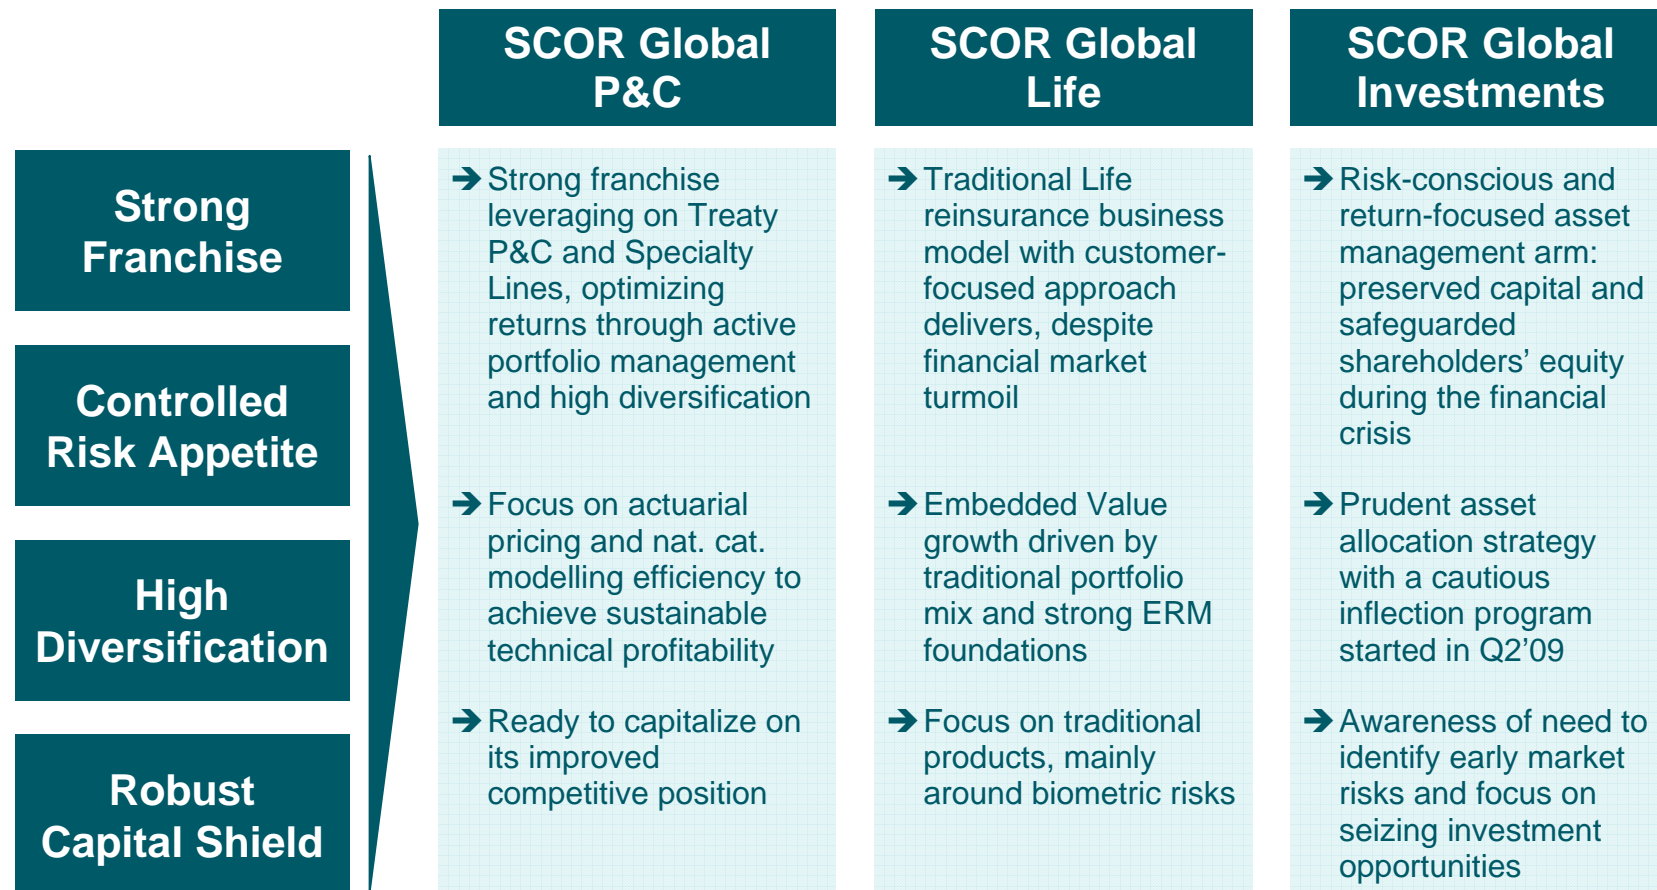 SCOR Global
P&C
SCOR Global
Life
SCOR Global
Investments
Strong
Franchise
Controlled
Risk Appetite
High
Diversification
Robust
Capital Shield
➔ Strong franchise
leveraging on Treaty
P&C and Specialty
Lines, optimizing
returns through active
portfolio management
and high diversification
➔ Focus on actuarial
pricing and nat. cat.
modelling efficiency to
achieve sustainable
technical profitability
➔ Ready to capitalize on
its improved
competitive position
➔ Traditional Life
reinsurance business
model with customer-
focused approach
delivers, despite
financial market
turmoil
➔ Embedded Value
growth driven by
traditional portfolio
mix and strong ERM
foundations
➔ Focus on traditional
products, mainly
around biometric risks
➔ Risk-conscious and
return-focused asset
management arm:
preserved capital and
safeguarded
shareholders’ equity
during the financial
crisis
➔ Prudent asset
allocation strategy
with a cautious
inflection program
started in Q2’09
➔ Awareness of need to
identify early market
risks and focus on
seizing investment
opportunities